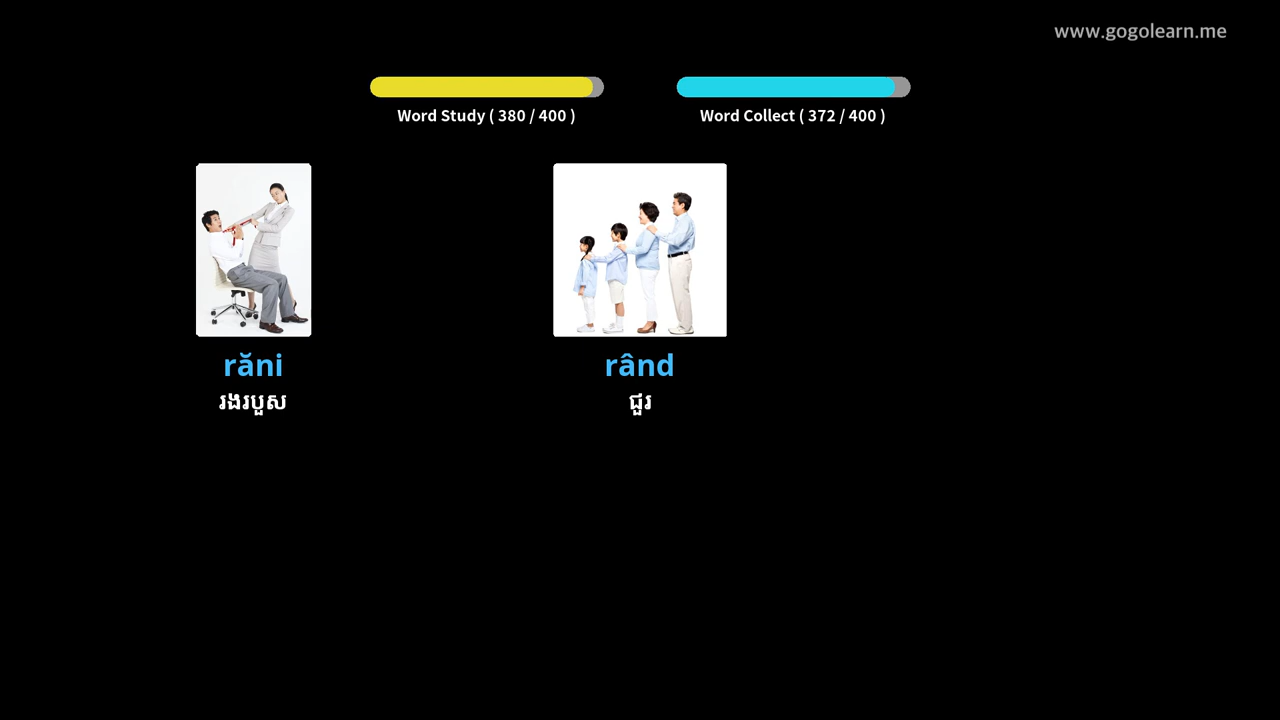 www.gogolearn.me
Word Study ( 380 / 400 )
Word Collect ( 372 / 400 )
răni
rând
រងរបួស
ជួរ